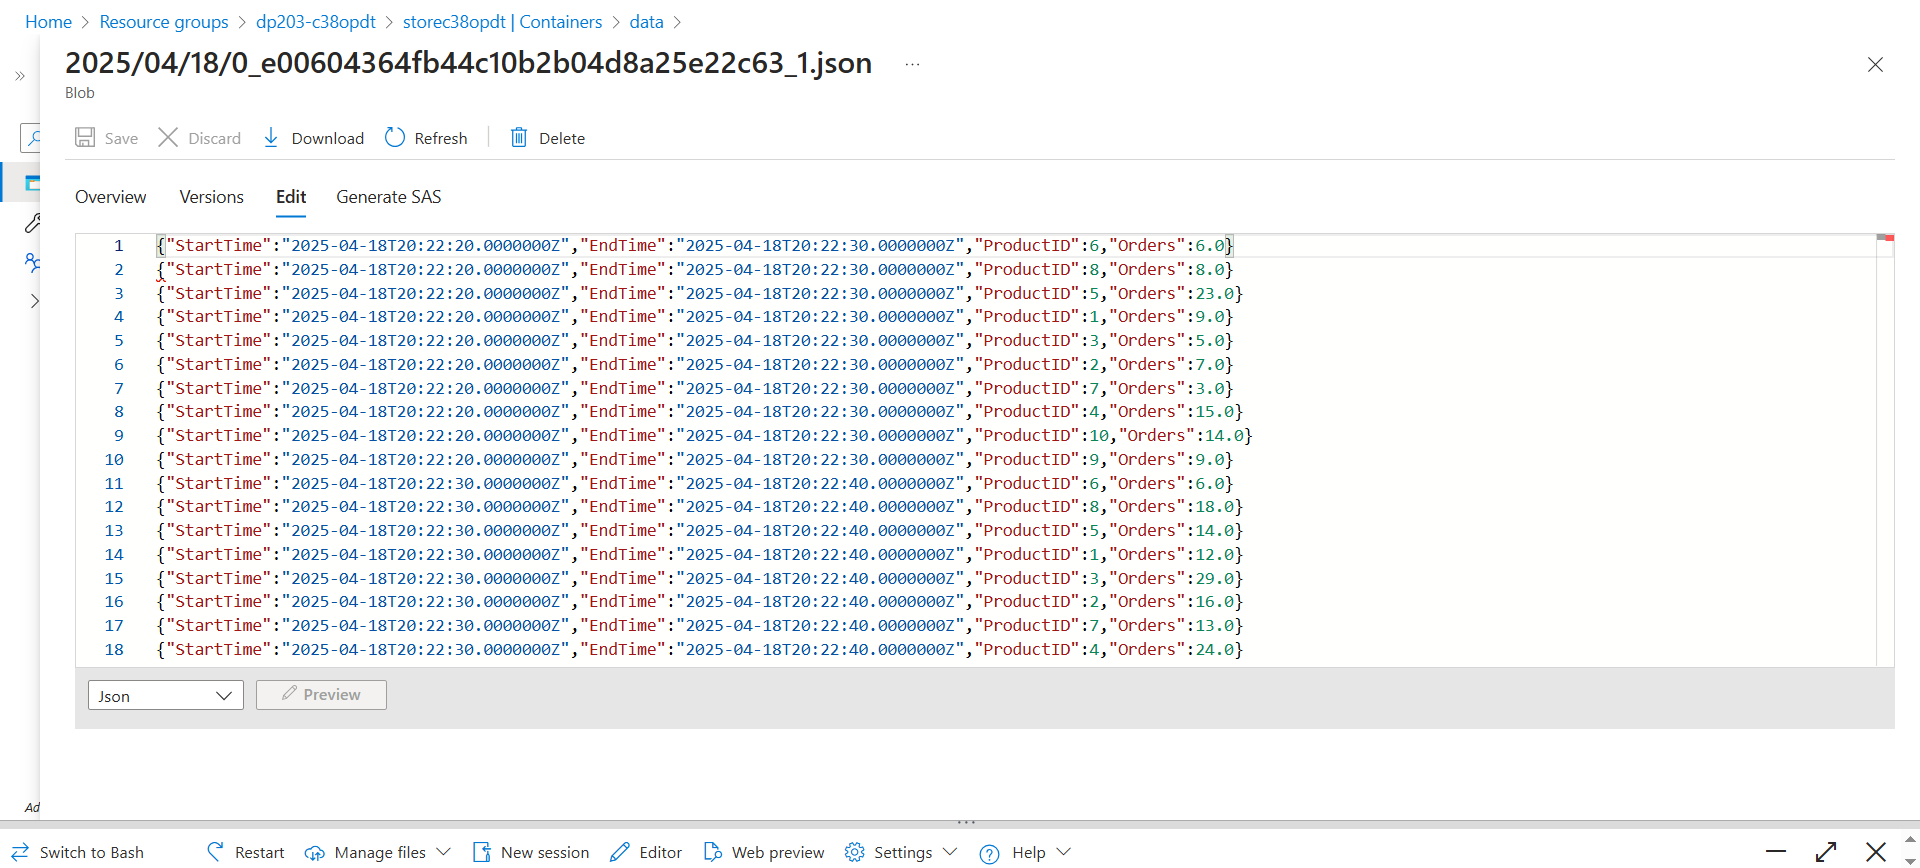 Home > Resource groups > dp203-c38opdt > storec38opdt | Containers > data >
2025/04/18/0_e00604364fb44c10b2b04d8a25e22c63_1.json ...
Blob
Save Discard Download Refresh Delete
Overview Versions Edit Generate SAS
1 {"StartTime":"2025-04-18T20:22:20.0000000Z","EndTime":"2025-04-18T20:22:30.0000000Z","ProductID":6,"Orders":6.0}
2 {"StartTime":"2025-04-18T20:22:20.0000000Z","EndTime":"2025-04-18T20:22:30.0000000Z","ProductID":8,"Orders":8.0}
3 {"StartTime":"2025-04-18T20:22:20.0000000Z","EndTime":"2025-04-18T20:22:30.0000000Z","ProductID":5,"Orders":23.0}
4 {"StartTime":"2025-04-18T20:22:20.0000000Z","EndTime":"2025-04-18T20:22:30.0000000Z","ProductID":1,"Orders":9.0}
5 {"StartTime":"2025-04-18T20:22:20.0000000Z","EndTime":"2025-04-18T20:22:30.0000000Z","ProductID":3,"Orders":5.0}
6 {"StartTime":"2025-04-18T20:22:20.0000000Z","EndTime":"2025-04-18T20:22:30.0000000Z","ProductID":2,"Orders":7.0}
7 {"StartTime":"2025-04-18T20:22:20.0000000Z","EndTime":"2025-04-18T20:22:30.0000000Z","ProductID":7,"Orders":3.0}
8 {"StartTime":"2025-04-18T20:22:20.0000000Z","EndTime":"2025-04-18T20:22:30.0000000Z","ProductID":4,"Orders":15.0}
9 {"StartTime":"2025-04-18T20:22:20.0000000Z","EndTime":"2025-04-18T20:22:30.0000000Z","ProductID":10,"Orders":14.0}
10 {"StartTime":"2025-04-18T20:22:20.0000000Z","EndTime":"2025-04-18T20:22:30.0000000Z","ProductID":9,"Orders":9.0}
11 {"StartTime":"2025-04-18T20:22:30.0000000Z","EndTime":"2025-04-18T20:22:40.0000000Z","ProductID":6,"Orders":6.0}
12 {"StartTime":"2025-04-18T20:22:30.0000000Z","EndTime":"2025-04-18T20:22:40.0000000Z","ProductID":8,"Orders":18.0}
13 {"StartTime":"2025-04-18T20:22:30.0000000Z","EndTime":"2025-04-18T20:22:40.0000000Z","ProductID":5,"Orders":14.0}
14 {"StartTime":"2025-04-18T20:22:30.0000000Z","EndTime":"2025-04-18T20:22:40.0000000Z","ProductID":1,"Orders":12.0}
15 {"StartTime":"2025-04-18T20:22:30.0000000Z","EndTime":"2025-04-18T20:22:40.0000000Z","ProductID":3,"Orders":29.0}
16 {"StartTime":"2025-04-18T20:22:30.0000000Z","EndTime":"2025-04-18T20:22:40.0000000Z","ProductID":2,"Orders":16.0}
17 {"StartTime":"2025-04-18T20:22:30.0000000Z","EndTime":"2025-04-18T20:22:40.0000000Z","ProductID":7,"Orders":13.0}
18 {"StartTime":"2025-04-18T20:22:30.0000000Z","EndTime":"2025-04-18T20:22:40.0000000Z","ProductID":4,"Orders":24.0}
Json Preview
Ad
Switch to Bash Restart Manage files New session Editor Web preview Settings Help